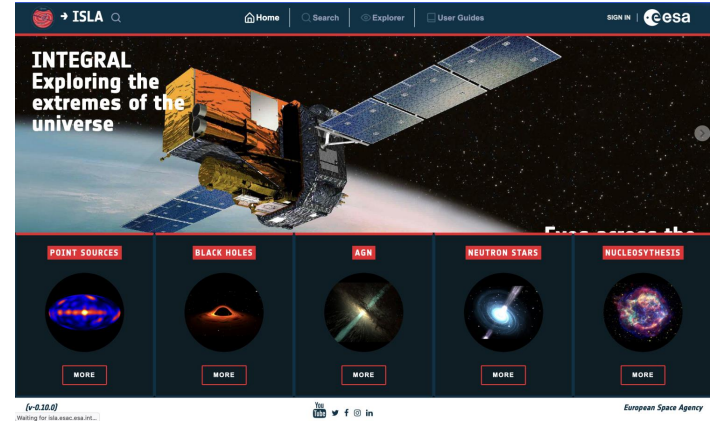 → ISLA
Home
Search
Explorer
User Guides
SIGN IN
esa
INTEGRAL
Exploring the
extremes of the
universe
POINT SOURCES
BLACK HOLES
AGN
NEUTRON STARS
NUCLEOSYTHESIS
MORE
MORE
MORE
MORE
MORE
(v-0.10.0)
You
Tube
f
in
European Space Agency
Waiting for isla.esac.esa.int...